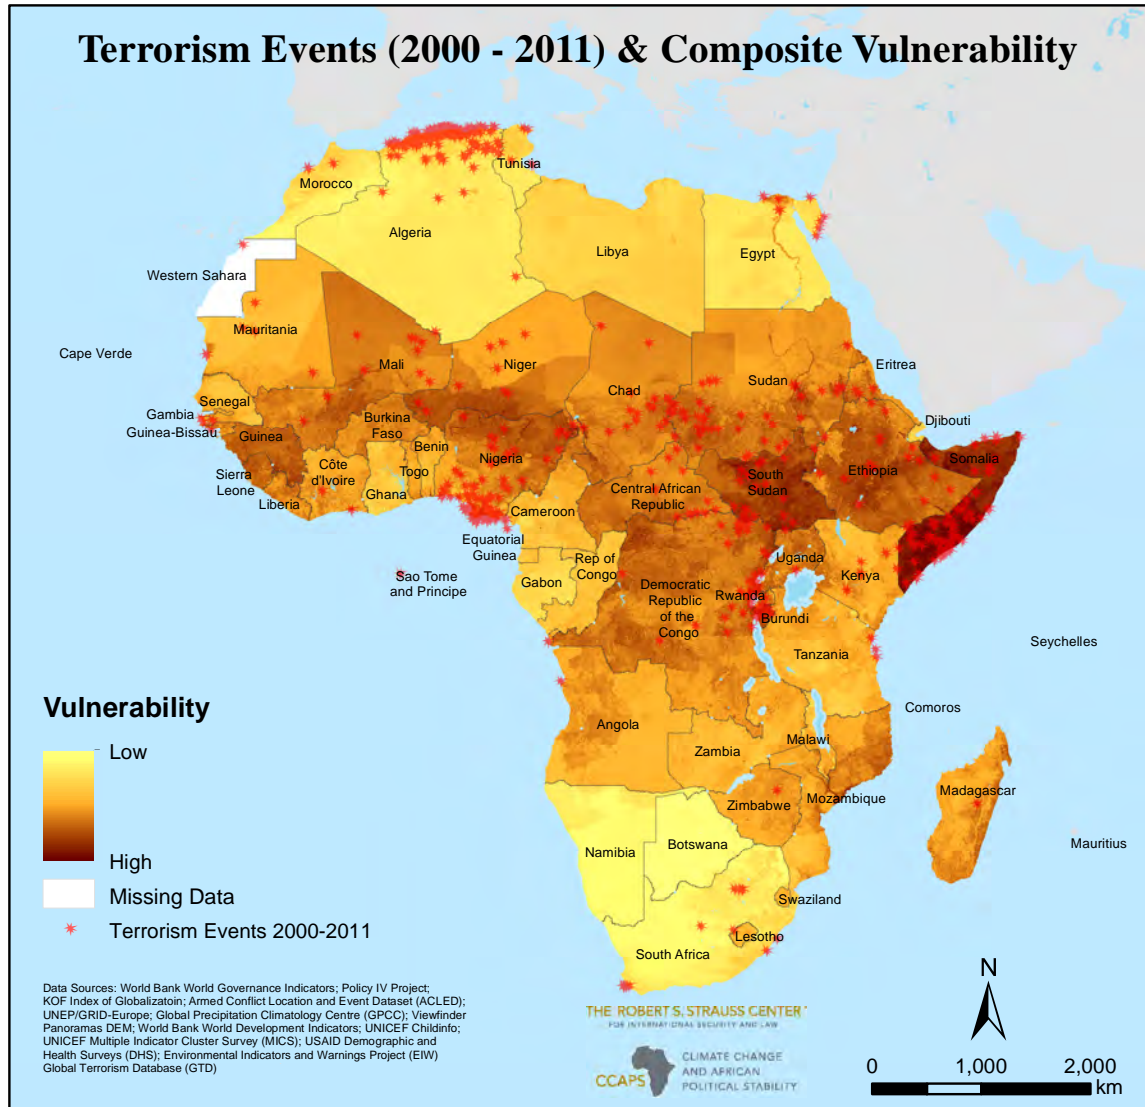 Terrorism Events (2000 - 2011) & Composite Vulnerability
Tunisia
Morocco
Algeria
Libya
Egypt
Western Sahara
Mauritania
Cape Verde
Mali
Niger
Chad
Sudan
Eritrea
Senegal
Gambia
Guinea-Bissau
Guinea
Burkina
Faso
Benin
Djibouti
Sierra
Leone
Côte
d'Ivoire
Togo
Nigeria
Ghana
Liberia
Central African
Republic
South
Sudan
Ethiopia
Somalia
Cameroon
Equatorial
Guinea
Rep of
Congo
Gabon
Sao Tome
and Principe
Democratic
Republic
of the
Congo
Uganda
Kenya
Rwanda
Burundi
Tanzania
Seychelles
Comoros
Angola
Zambia
Malawi
Mozambique
Zimbabwe
Madagascar
Mauritius
Namibia
Botswana
Swaziland
Lesotho
South Africa
Vulnerability
Low
High
Missing Data
Terrorism Events 2000-2011
Data Sources: World Bank World Governance Indicators; Policy IV Project;
KOF Index of Globalizatoin; Armed Conflict Location and Event Dataset (ACLED);
UNEP/GRID-Europe; Global Precipitation Climatology Centre (GPCC); Viewfinder
Panoramas DEM; World Bank World Development Indicators; UNICEF Childinfo;
UNICEF Multiple Indicator Cluster Survey (MICS); USAID Demographic and
Health Surveys (DHS); Environmental Indicators and Warnings Project (EIW)
Global Terrorism Database (GTD)
THE ROBERT S. STRAUSS CENTER
FOR INTERNATIONAL SECURITY AND LAW
CCAPS
CLIMATE CHANGE
AND AFRICAN
POLITICAL STABILITY
N
0 1,000 2,000
km